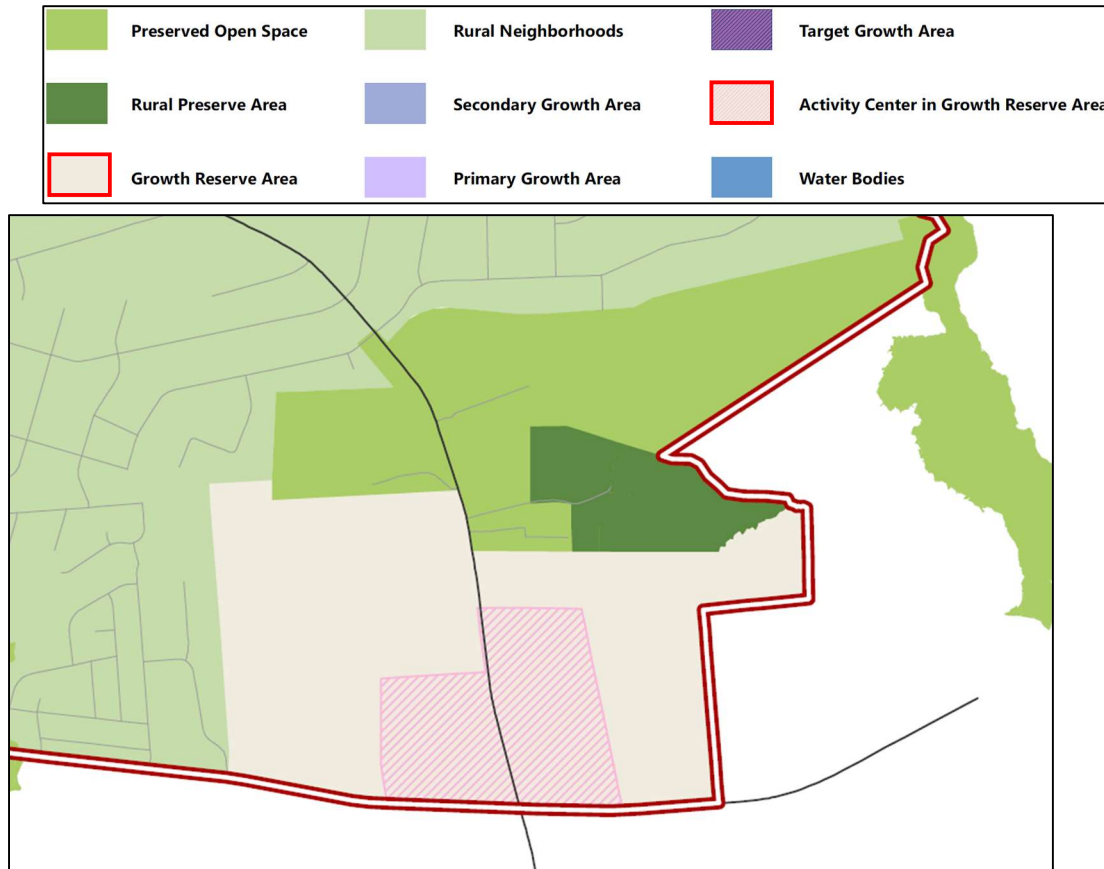 Preserved Open Space
Rural Neighborhoods
Target Growth Area
Rural Preserve Area
Secondary Growth Area
Activity Center in Growth Reserve Area
Growth Reserve Area
Primary Growth Area
Water Bodies